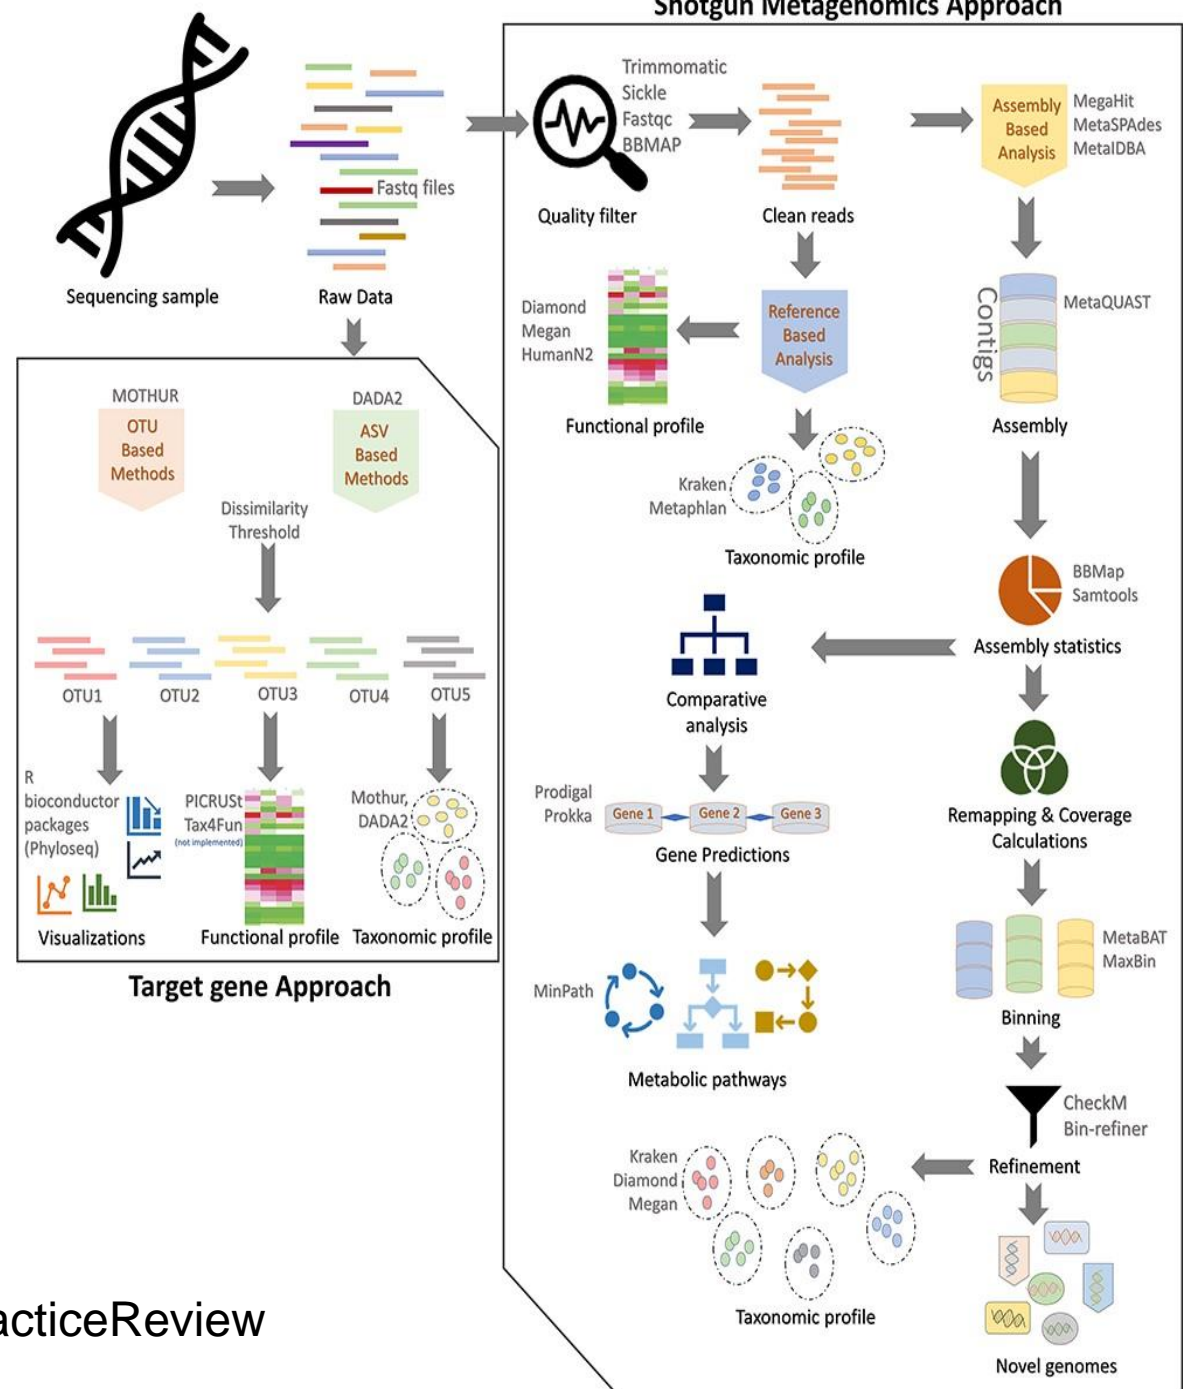 Shotgun Metagenomics Approach
Trimmomatic
Sickle
Fastqc
BBMAP
Quality filter
Clean reads
Assembly
Based
Analysis
MegaHit
MetaSPAdes
MetaIDBA
Fastq files
Sequencing sample
Raw Data
Diamond
Megan
HumanN2
Functional profile
Reference
Based
Analysis
Contigs
MetaQUAST
Assembly
Kraken
Metaphlan
Taxonomic profile
BBMap
Samtools
Assembly statistics
Comparative
analysis
Remapping & Coverage
Calculations
Prodigal
Prokka
Gene 1
Gene 2
Gene 3
Gene Predictions
MetaBAT
MaxBin
Binning
MinPath
Metabolic pathways
CheckM
Bin-refiner
Refinement
Kraken
Diamond
Megan
Taxonomic profile
Novel genomes
MOTHUR
OTU
Based
Methods
DADA2
ASV
Based
Methods
Dissimilarity
Threshold
OTU1
OTU2
OTU3
OTU4
OTU5
R
bioconductor
packages
(Phyloseq)
Visualizations
PICRUSt
Tax4Fun
(not implemented)
Functional profile
Mothur,
DADA2
Taxonomic profile
Target gene Approach
acticeReview